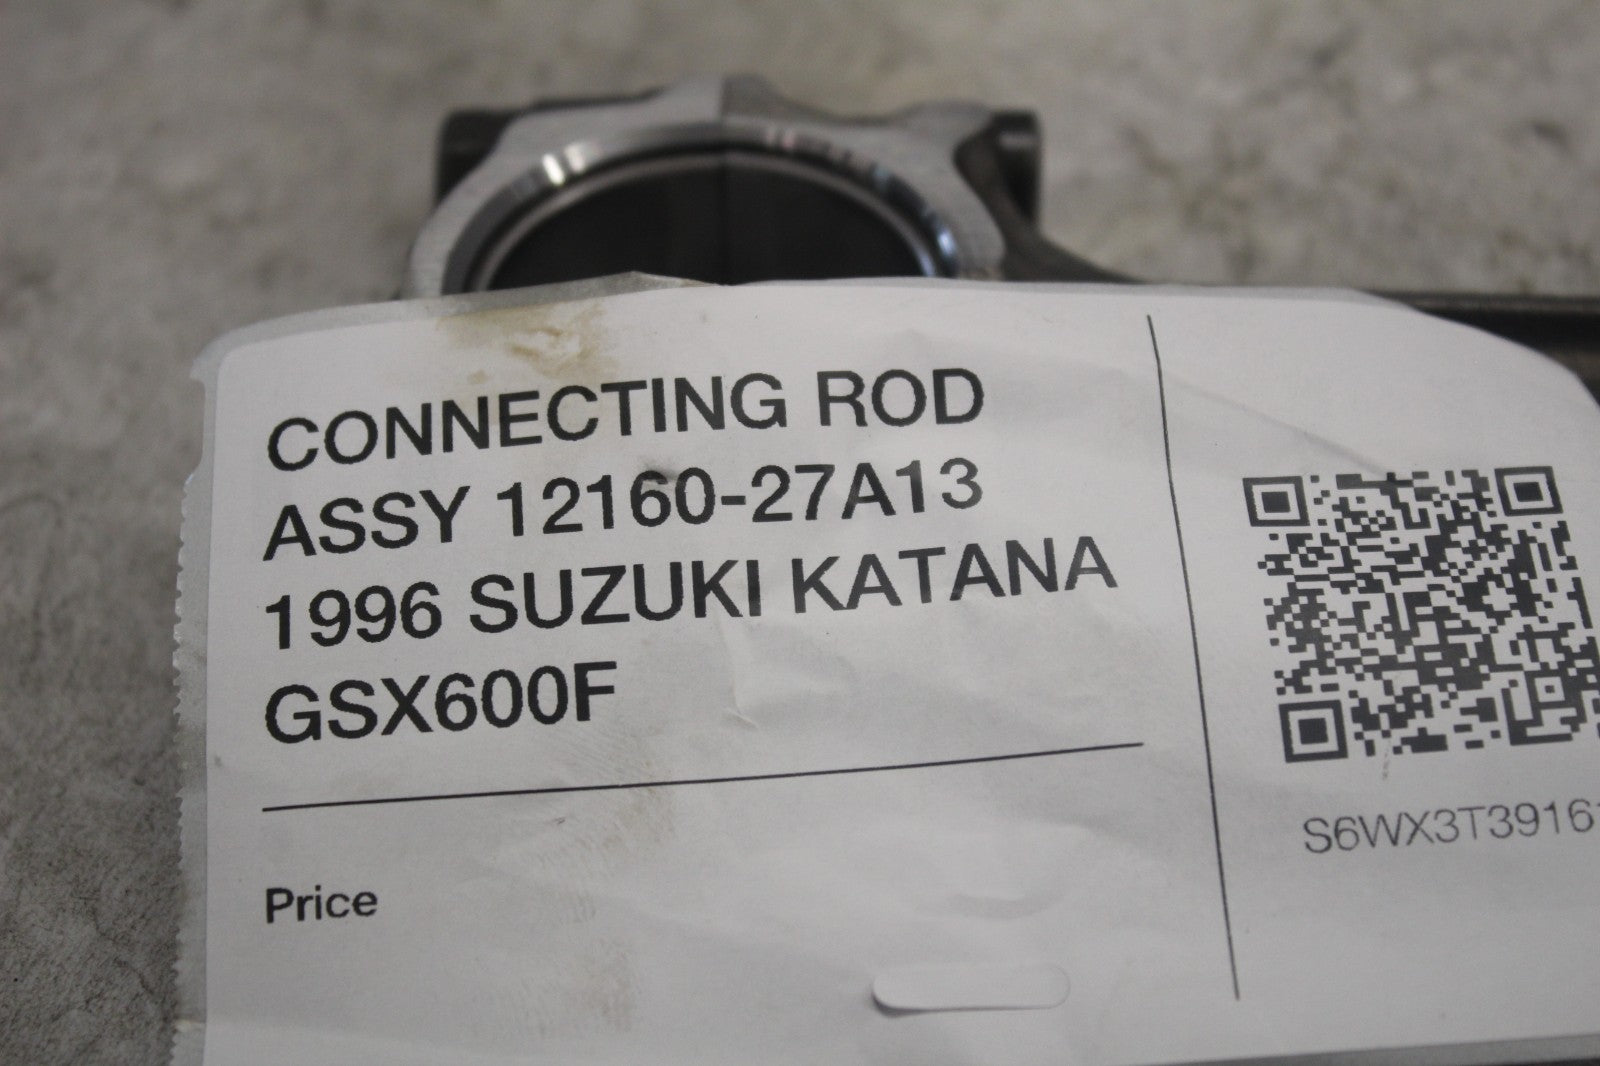 CONNECTING ROD
ASSY 12160-27A13
1996 SUZUKI KATANA
GSX600F
Price
S6WX3T3916